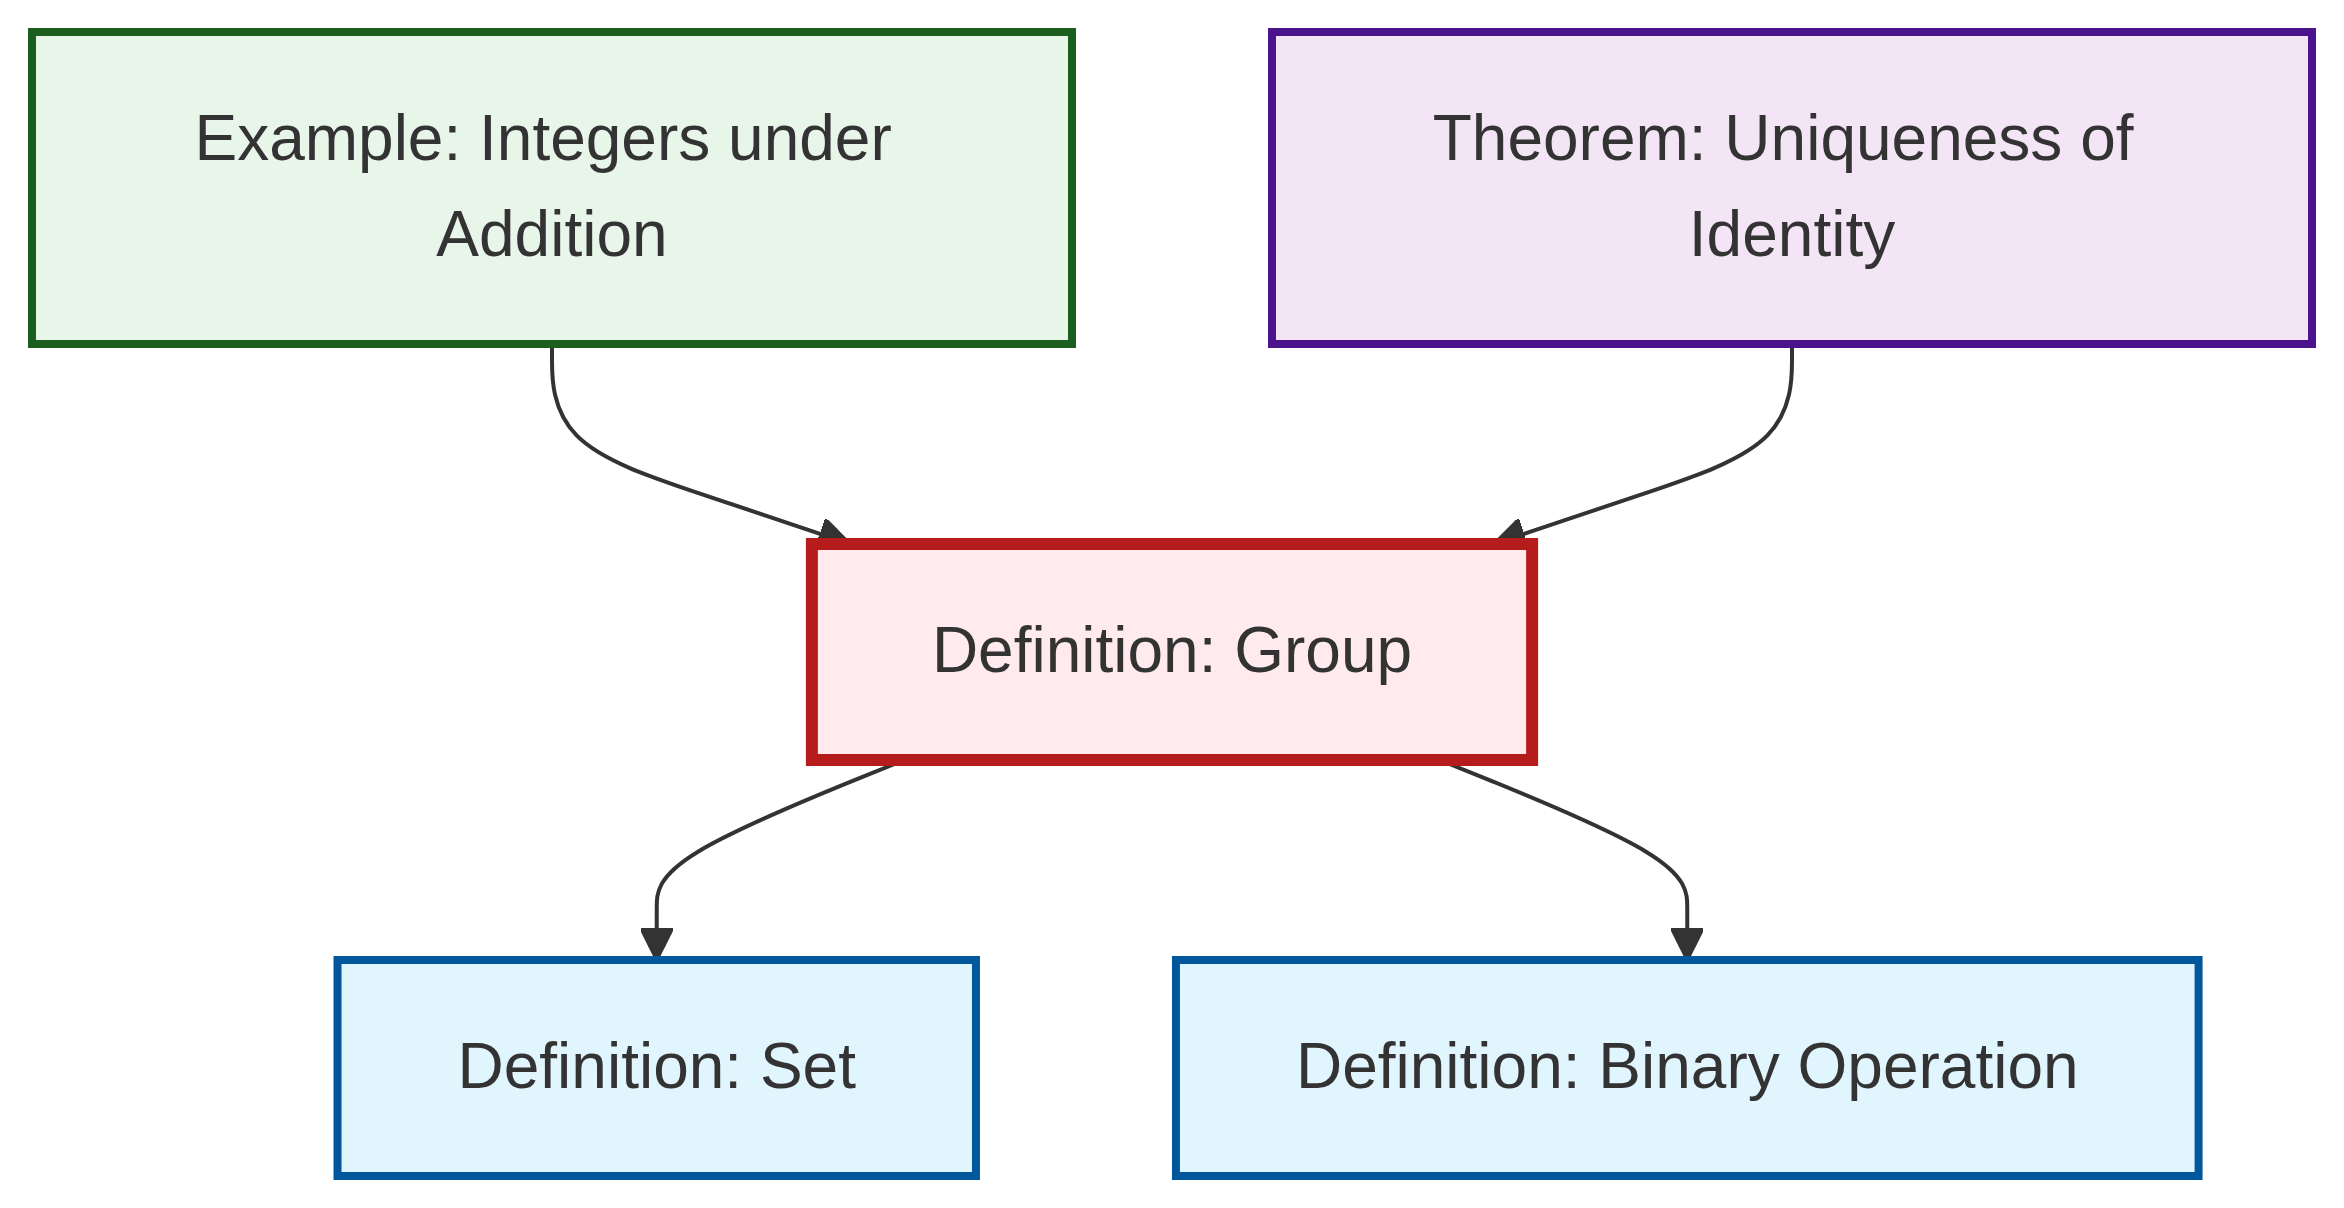 Example: Integers under
Addition
Theorem: Uniqueness of
Identity
Definition: Group
Definition: Set
Definition: Binary Operation